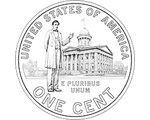 UNITED STATES OF AMERICA
E PLURIBUS
UNUM
ONE CENT